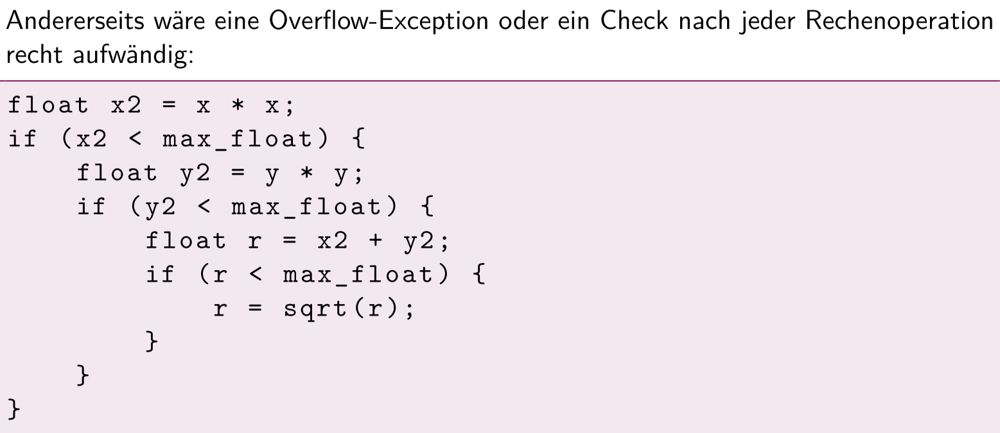 Andererseits wäre eine Overflow-Exception oder ein Check nach jeder Rechenoperation
recht aufwändig:
float x2 = x * x;
if (x2 < max_float) {
    float y2 = y * y;
    if (y2 < max_float) {
        float r = x2 + y2;
        if (r < max_float) {
            r = sqrt(r);
        }
    }
}